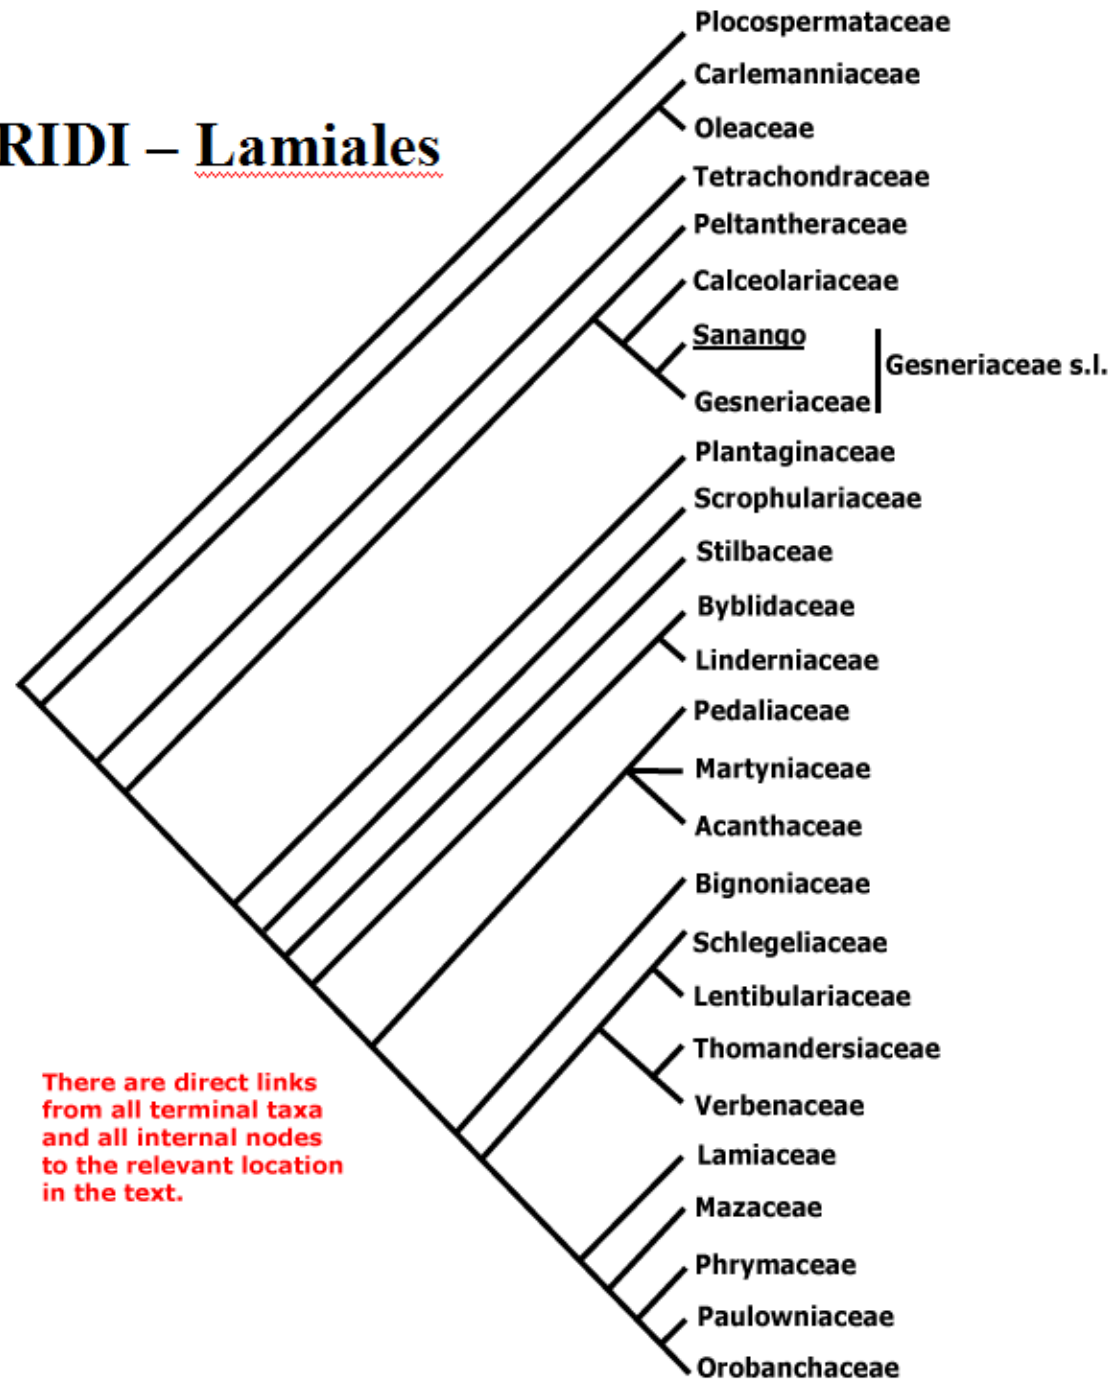 Plocospermataceae
Carlemanniaceae
RIDI – Lamiales
Oleaceae
Tetrachondraceae
Peltantheraceae
Calceolariaceae
Sanango
Gesneriaceae s.l.
Gesneriaceae
Plantaginaceae
Scrophulariaceae
Stilbaceae
Byblidaceae
Linderniaceae
Pedaliaceae
Martyniaceae
Acanthaceae
Bignoniaceae
Schlegeliaceae
Lentibulariaceae
Thomandersiaceae
Verbenaceae
There are direct links
from all terminal taxa
and all internal nodes
to the relevant location
in the text.
Lamiaceae
Mazaceae
Phrymaceae
Paulowniaceae
Orobanchaceae